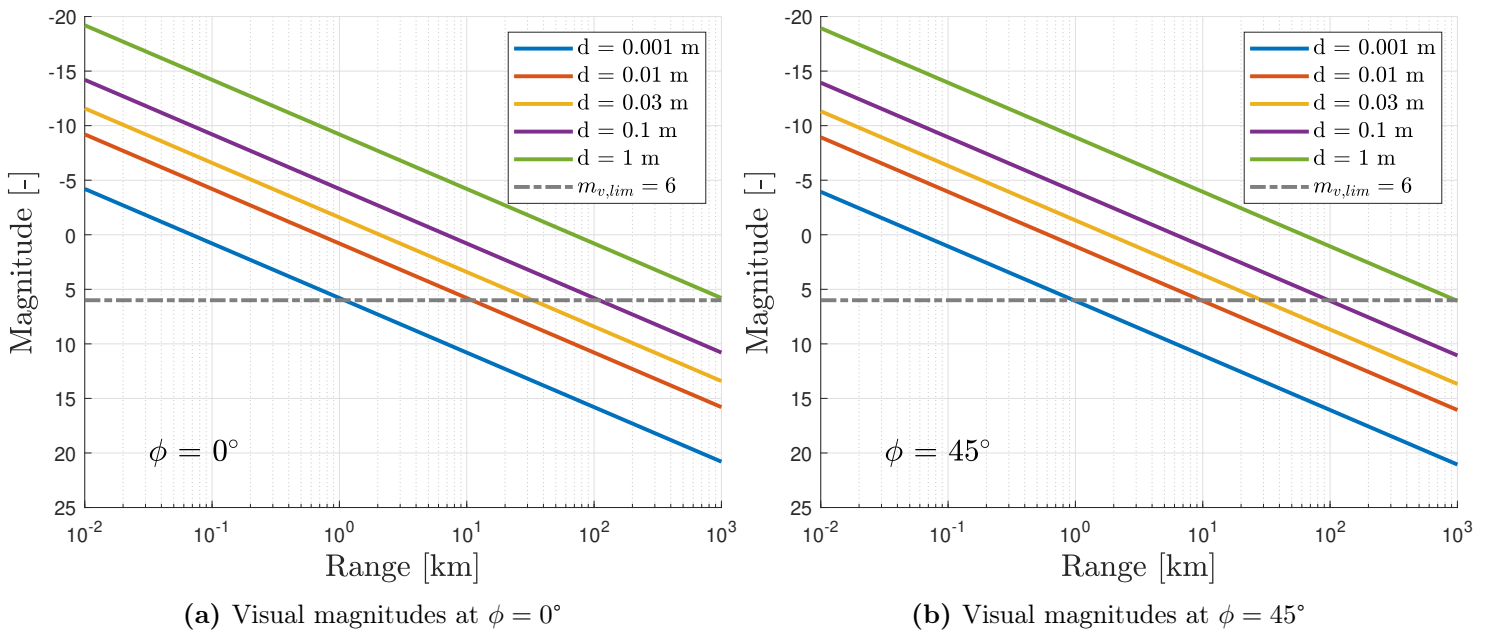 -20
-15
-10
-5
0
5
10
15
20
25
Magnitude [-]
d = 0.001 m
d = 0.01 m
d = 0.03 m
d = 0.1 m
d = 1 m
m_{v,lim} = 6
ϕ = 0°
10^{-2} 10^{-1} 10^{0} 10^{1} 10^{2} 10^{3}
Range [km]
(a) Visual magnitudes at ϕ = 0°
-20
-15
-10
-5
0
5
10
15
20
25
Magnitude [-]
d = 0.001 m
d = 0.01 m
d = 0.03 m
d = 0.1 m
d = 1 m
m_{v,lim} = 6
ϕ = 45°
10^{-2} 10^{-1} 10^{0} 10^{1} 10^{2} 10^{3}
Range [km]
(b) Visual magnitudes at ϕ = 45°